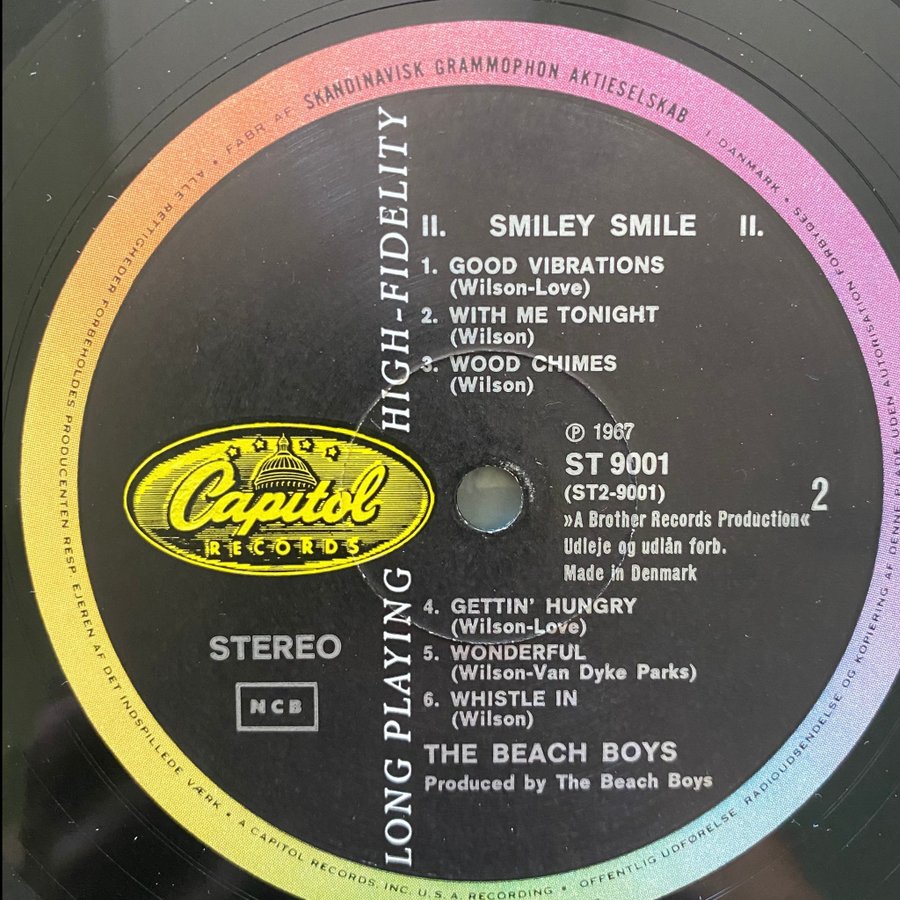 FABR. AF. SKANDINAVISK GRAMMOPHON AKTIESELSKAB I DANMARK •
UDEN AUTORISATION FORBYDES •
OFFENTLIG UDFØRELSE RADIOUDSENDELSE OG KOPIERING AF DENNE PLADE
• A CAPITOL RECORDS, INC. U.S.A. RECORDING •
ALLE RETTIGHEDER FORBEHOLDES PRODUCENTEN RESP. EJEREN AF DET INDSPILLEDE VÆRK
LONG PLAYING HIGH-FIDELITY
II. SMILEY SMILE II.
1. GOOD VIBRATIONS
(Wilson-Love)
2. WITH ME TONIGHT
(Wilson)
3. WOOD CHIMES
(Wilson)
Capitol
RECORDS
℗ 1967
ST 9001
(ST2-9001)
2
»A Brother Records Production«
Udleje og udlån forb.
Made in Denmark
STEREO
NCB
4. GETTIN' HUNGRY
(Wilson-Love)
5. WONDERFUL
(Wilson-Van Dyke Parks)
6. WHISTLE IN
(Wilson)
THE BEACH BOYS
Produced by The Beach Boys